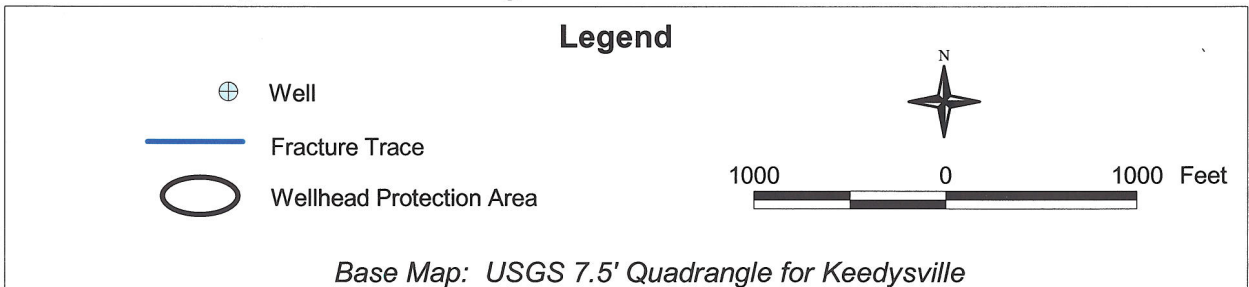 Legend
N
Well
Fracture Trace
1000 0 1000 Feet
Wellhead Protection Area
Base Map: USGS 7.5' Quadrangle for Keedysville